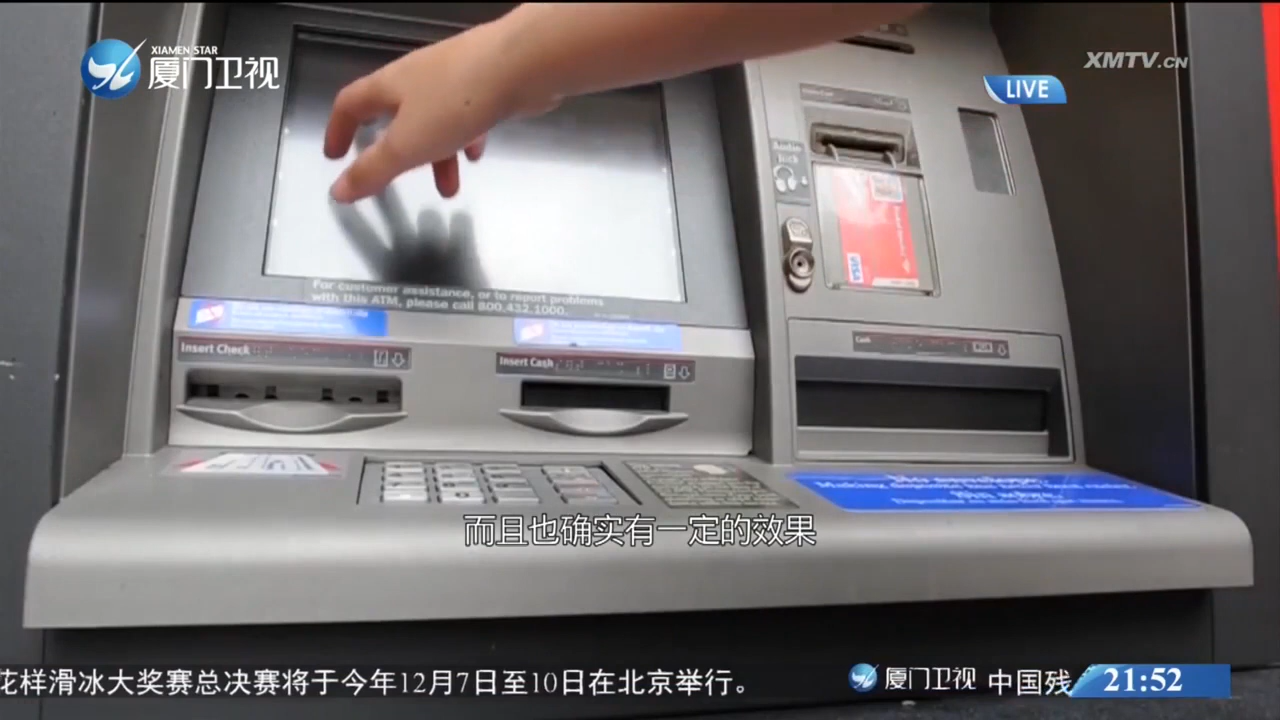 XIAMEN STAR
厦门卫视
XMTV.CN
LIVE
Audio
Jack
VISA
For customer assistance, or to report problems
with this ATM, please call 800.432.1000.
Insert Check
Insert Cash
Cash
No envelope.
而且也确实有一定的效果
花样滑冰大奖赛总决赛将于今年12月7日至10日在北京举行。
厦门卫视 中国残
21:52